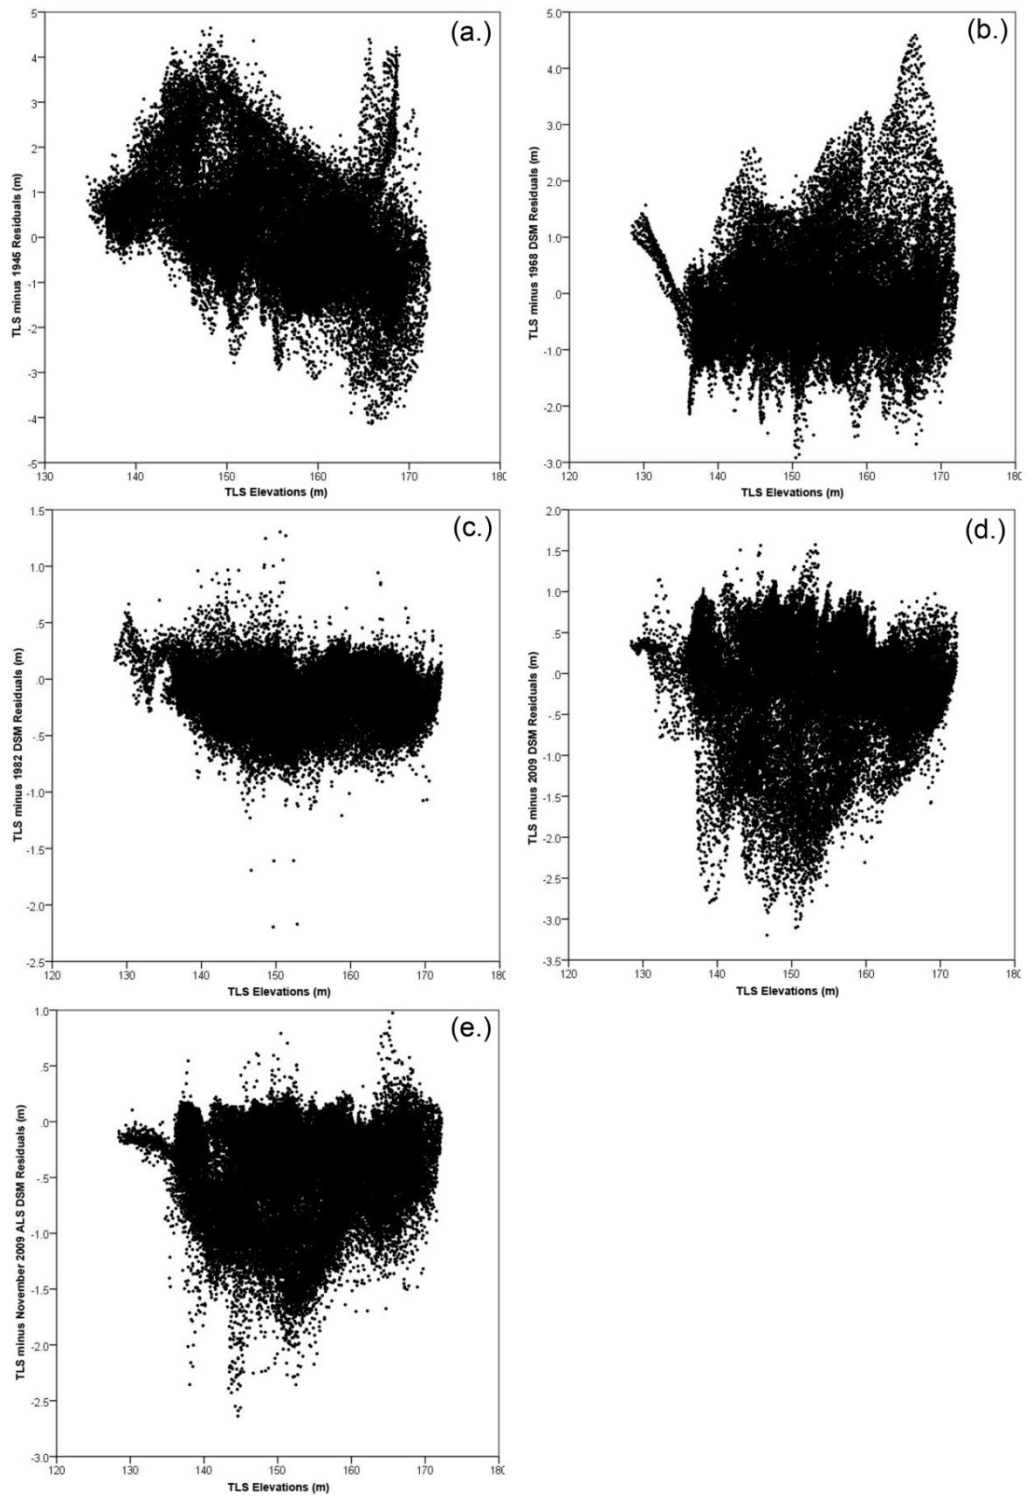 (a.)
5
4
3
2
1
0
-1
-2
-3
-4
-5
TLS minus 1945 Residuals (m)
130 140 150 160 170 180
TLS Elevations (m)
(b.)
5.0
4.0
3.0
2.0
1.0
.0
-1.0
-2.0
-3.0
TLS minus 1968 DSM Residuals (m)
120 130 140 150 160 170 180
TLS Elevations (m)
(c.)
1.5
1.0
.5
.0
-.5
-1.0
-1.5
-2.0
-2.5
TLS minus 1982 DSM Residuals (m)
120 130 140 150 160 170 180
TLS Elevations (m)
(d.)
2.0
1.5
1.0
.5
.0
-.5
-1.0
-1.5
-2.0
-2.5
-3.0
-3.5
TLS minus 2009 DSM Residuals (m)
120 130 140 150 160 170 180
TLS Elevations (m)
(e.)
1.0
.5
.0
-.5
-1.0
-1.5
-2.0
-2.5
-3.0
TLS minus November 2009 ALS DSM Residuals (m)
120 130 140 150 160 170 180
TLS Elevations (m)